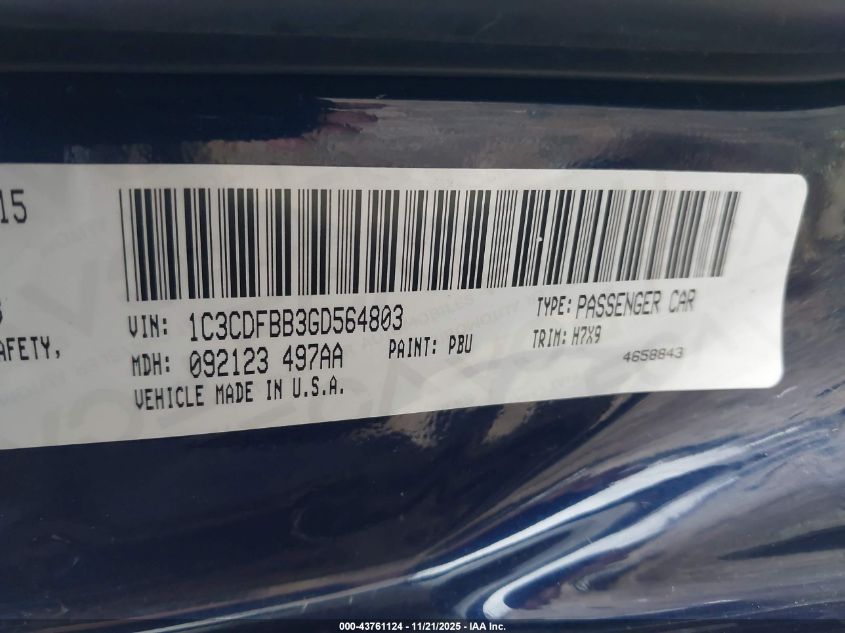 15
AFETY,
VIN: 1C3CDFBB3GD564803
TYPE: PASSENGER CAR
MDH: 092123 497AA
PAINT: PBU
TRIM: H7X9
VEHICLE MADE IN U.S.A.
4658843
000-43761124 - 11/21/2025 - IAA Inc.